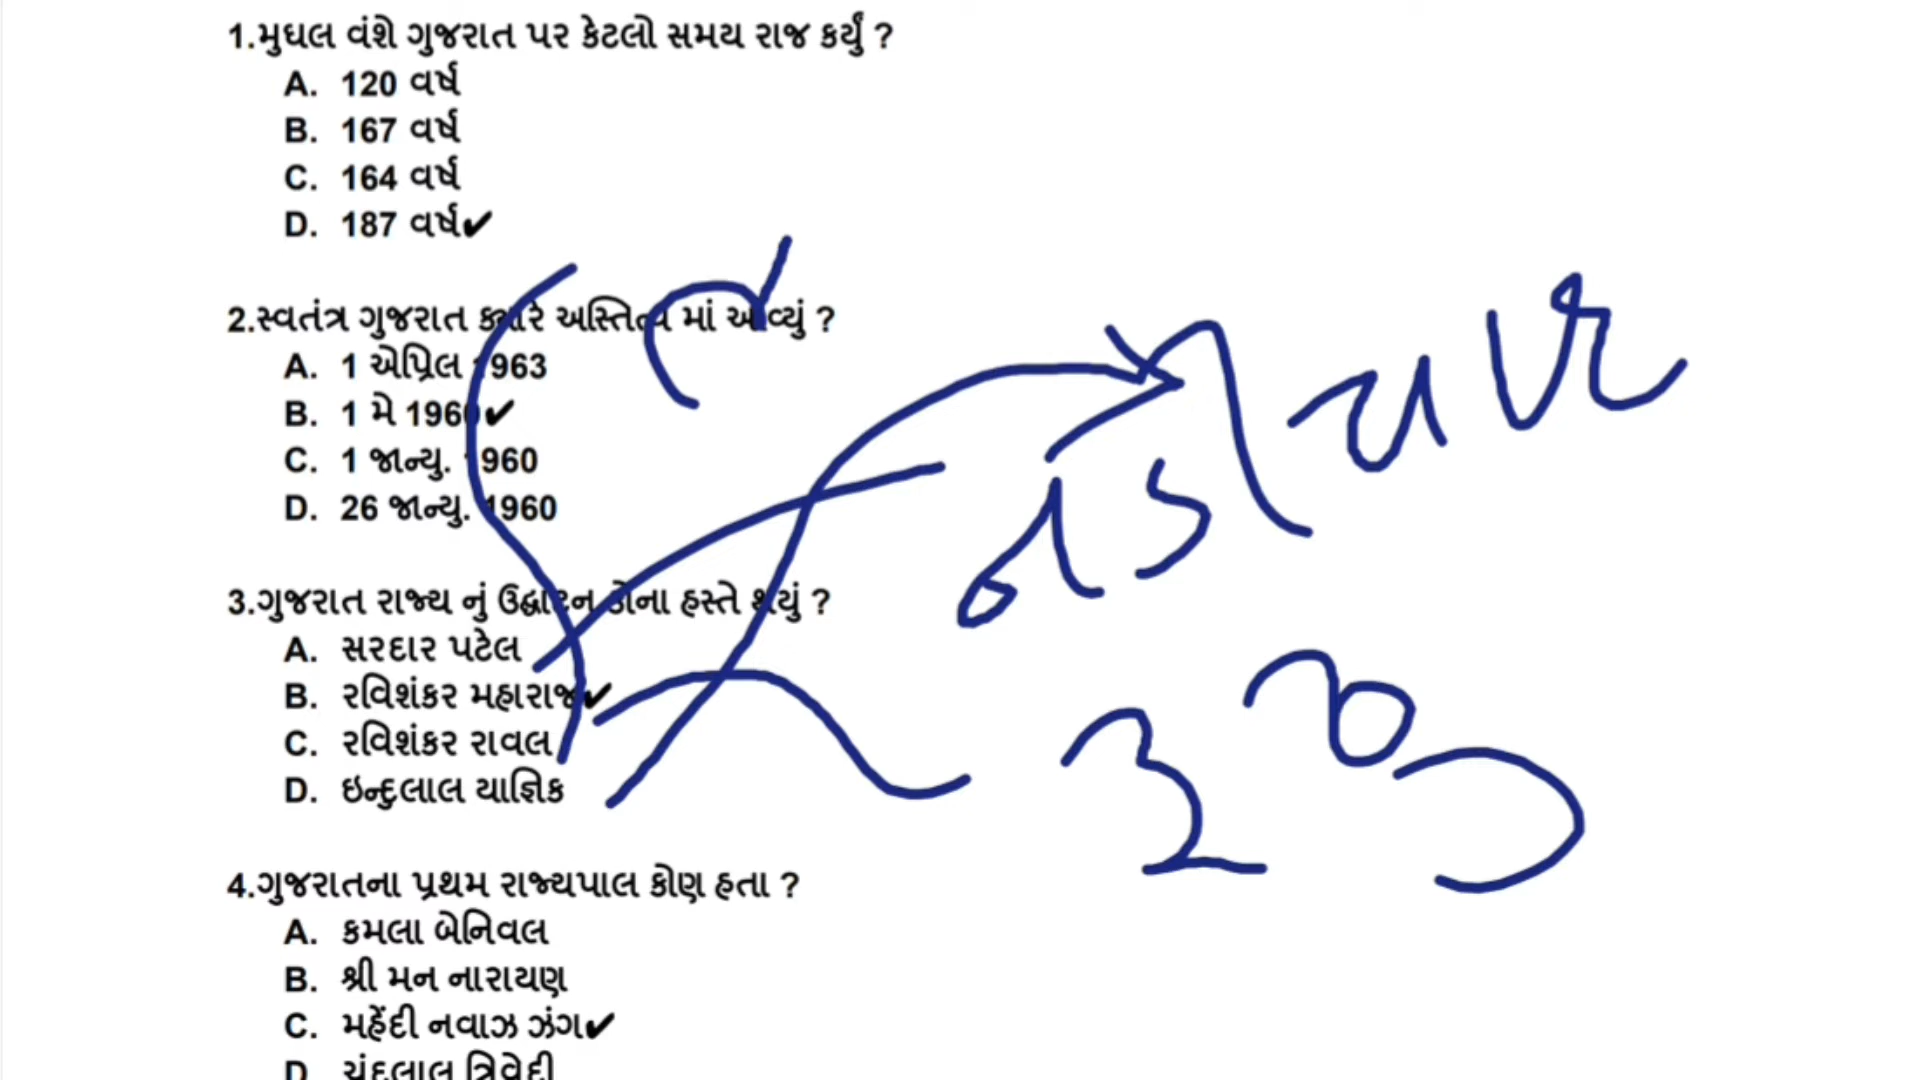 1.મુઘલ વંશે ગુજરાત પર કેટલો સમય રાજ કર્યું ?
A. 120 વર્ષ
B. 167 વર્ષ
C. 164 વર્ષ
D. 187 વર્ષ✔
2.સ્વતંત્ર ગુજરાત ક્યારે અસ્તિત્વ માં આવ્યું ?
A. 1 એપ્રિલ 1963
B. 1 મે 1960✔
C. 1 જાન્યુ. 1960
D. 26 જાન્યુ. 1960
3.ગુજરાત રાજ્ય નું ઉદ્ઘાટન કોના હસ્તે થયું ?
A. સરદાર પટેલ
B. રવિશંકર મહારાજ✔
C. રવિશંકર રાવલ
D. ઇન્દુલાલ યાજ્ઞિક
4.ગુજરાતના પ્રથમ રાજ્યપાલ કોણ હતા ?
A. કમલા બેનિવલ
B. શ્રી મન નારાયણ
C. મહેંદી નવાઝ ઝંગ✔
D. ચંદુલાલ ત્રિવેદી